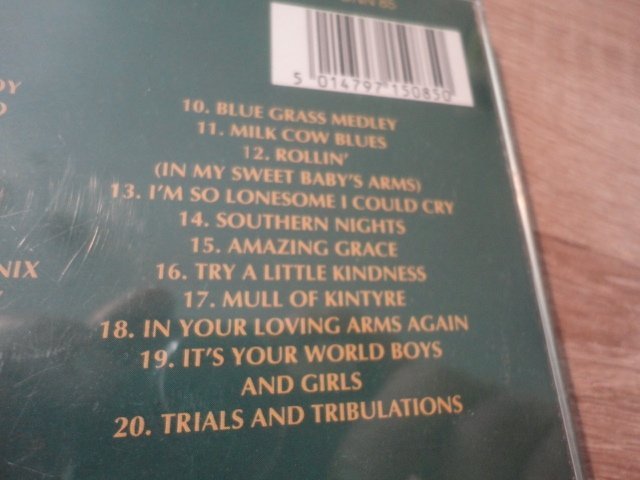 5 014797 150850
10. BLUE GRASS MEDLEY
11. MILK COW BLUES
12. ROLLIN'
(IN MY SWEET BABY'S ARMS)
13. I'M SO LONESOME I COULD CRY
14. SOUTHERN NIGHTS
15. AMAZING GRACE
16. TRY A LITTLE KINDNESS
17. MULL OF KINTYRE
18. IN YOUR LOVING ARMS AGAIN
19. IT'S YOUR WORLD BOYS
AND GIRLS
20. TRIALS AND TRIBULATIONS